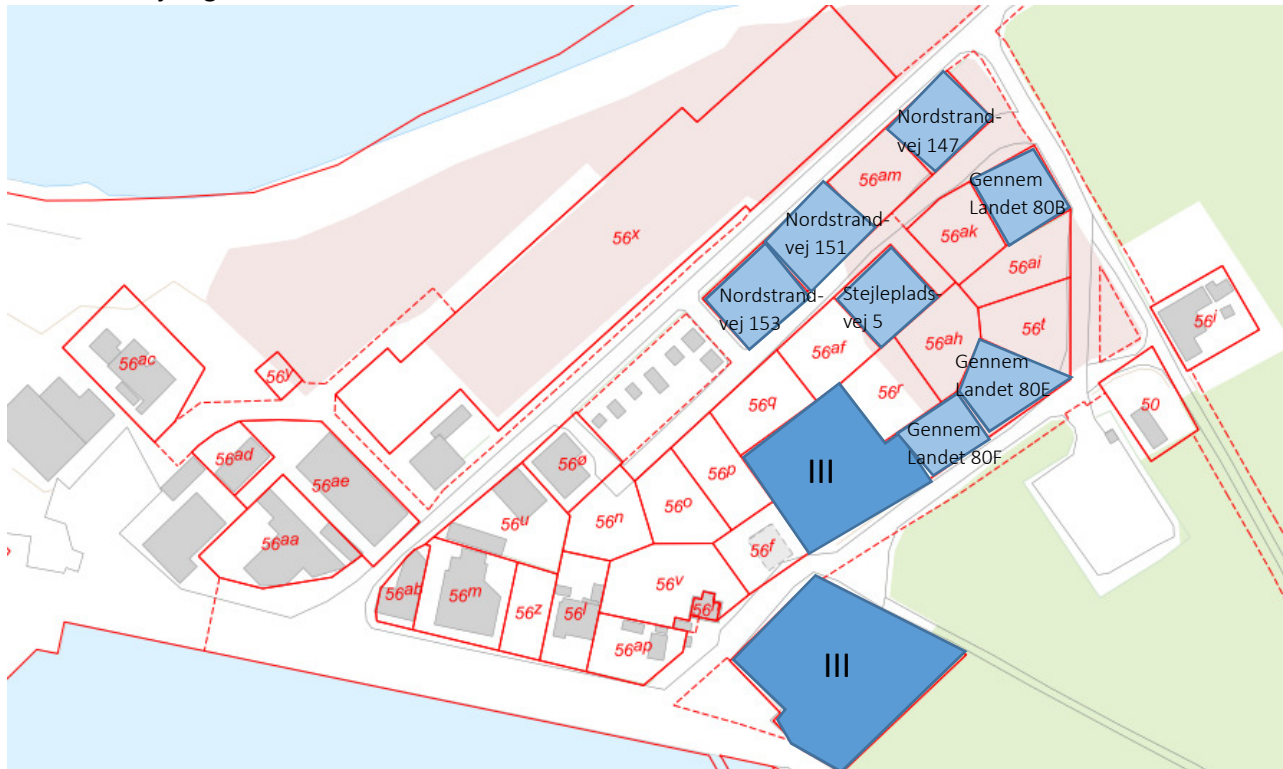 Nordstrand-
vej 147
56am
Gennem
Landet 80B
Nordstrand-
vej 151
56ak
56x
56ai
Nordstrand-
vej 153
Stejleplads-
vej 5
56i
56t
56ah
56af
56ac
56y
Gennem
Landet 80E
56r
56q
50
Gennem
Landet 80F
56ad
56ø
56p
III
56ae
56o
56u
56n
56aa
56f
56v
56ab
56m
56z
56l
56ap
III